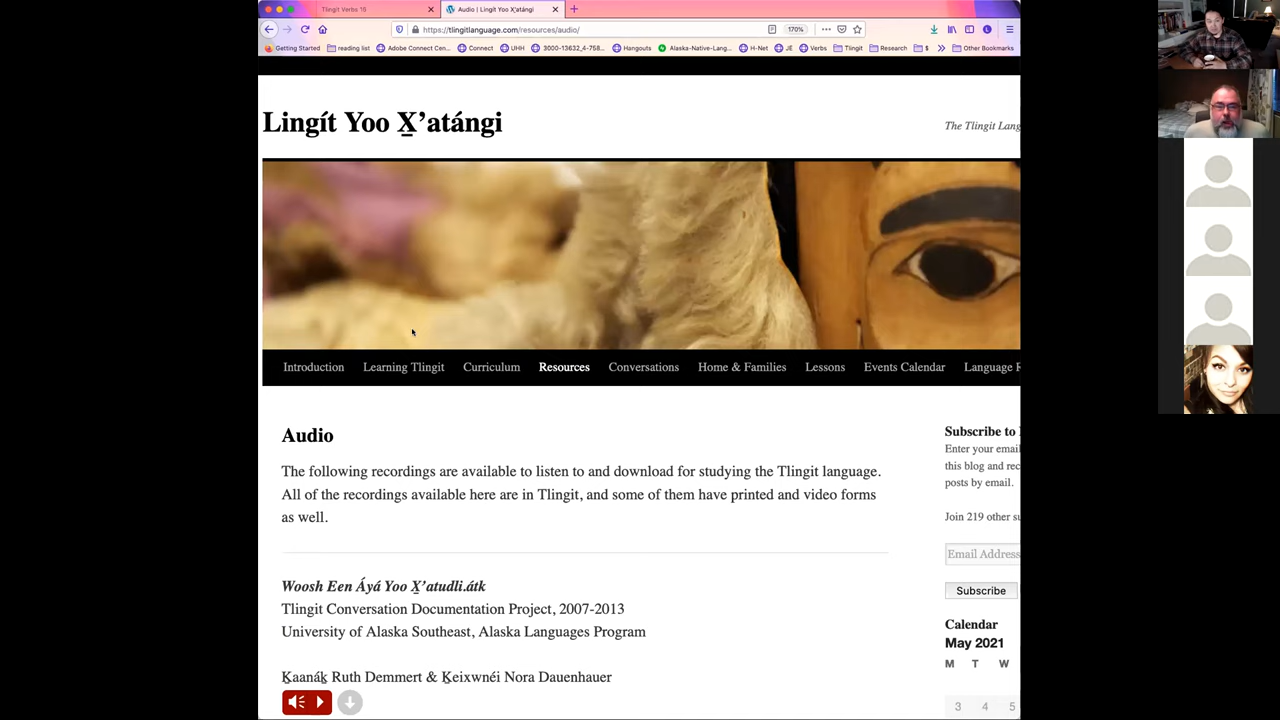 Tlingit Verbs '15
Audio | Lingít Yoo X̲ʼatángi
https://tlingitlanguage.com/resources/audio/
170%
Getting Started
reading list
Adobe Connect Cen...
Connect
UHH
3000-13632_4-758...
Hangouts
Alaska-Native-Lang...
H-Net
JE
Verbs
Tlingit
Research
$
Other Bookmarks
Lingít Yoo X̲’atángi
The Tlingit Lang
Introduction
Learning Tlingit
Curriculum
Resources
Conversations
Home & Families
Lessons
Events Calendar
Language R
Audio
The following recordings are available to listen to and download for studying the Tlingit language.
All of the recordings available here are in Tlingit, and some of them have printed and video forms
as well.
Woosh Een Áyá Yoo X̲’atudli.átk
Tlingit Conversation Documentation Project, 2007-2013
University of Alaska Southeast, Alaska Languages Program
Ḵaanáḵ Ruth Demmert & Ḵeixwnéi Nora Dauenhauer
Subscribe to
Enter your email
this blog and rec
posts by email.
Join 219 other su
Email Address
Subscribe
Calendar
May 2021
M T W
3 4 5